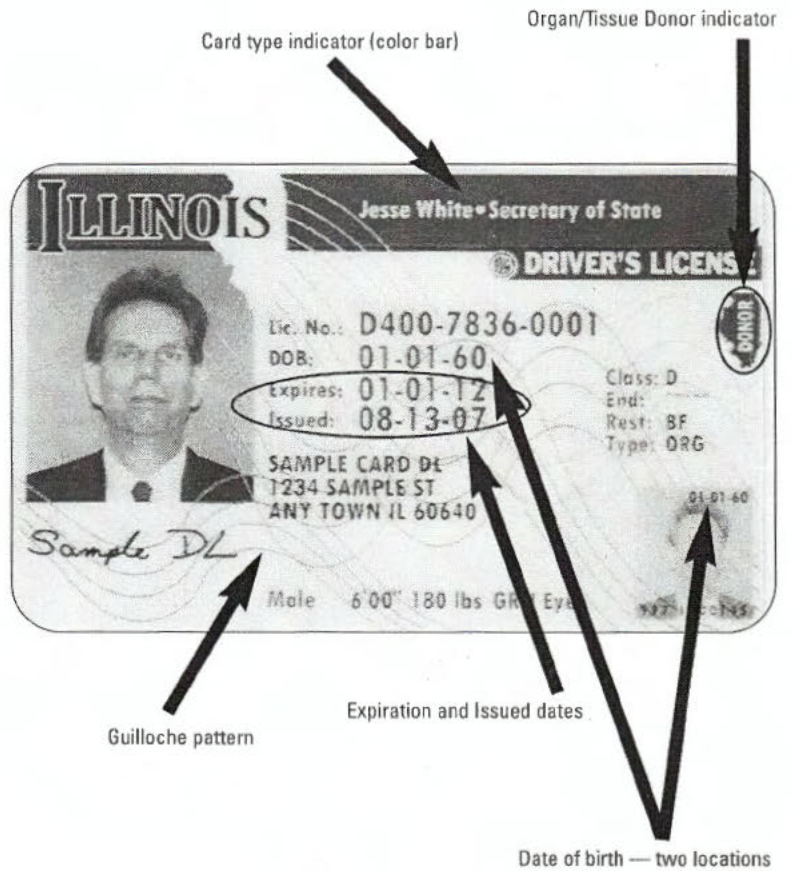 Organ/Tissue Donor indicator
Card type indicator (color bar)
ILLINOIS
Jesse White•Secretary of State
DRIVER'S LICENSE
DONOR
Lic. No.: D400-7836-0001
DOB: 01-01-60
Expires: 01-01-12
Issued: 08-13-07
Class: D
End:
Rest: BF
Type: ORG
SAMPLE CARD DL
1234 SAMPLE ST
ANY TOWN IL 60640
01-01-60
Sample DL
Male 6'00" 180 lbs GRN Eyes
Expiration and Issued dates
Guilloche pattern
Date of birth — two locations